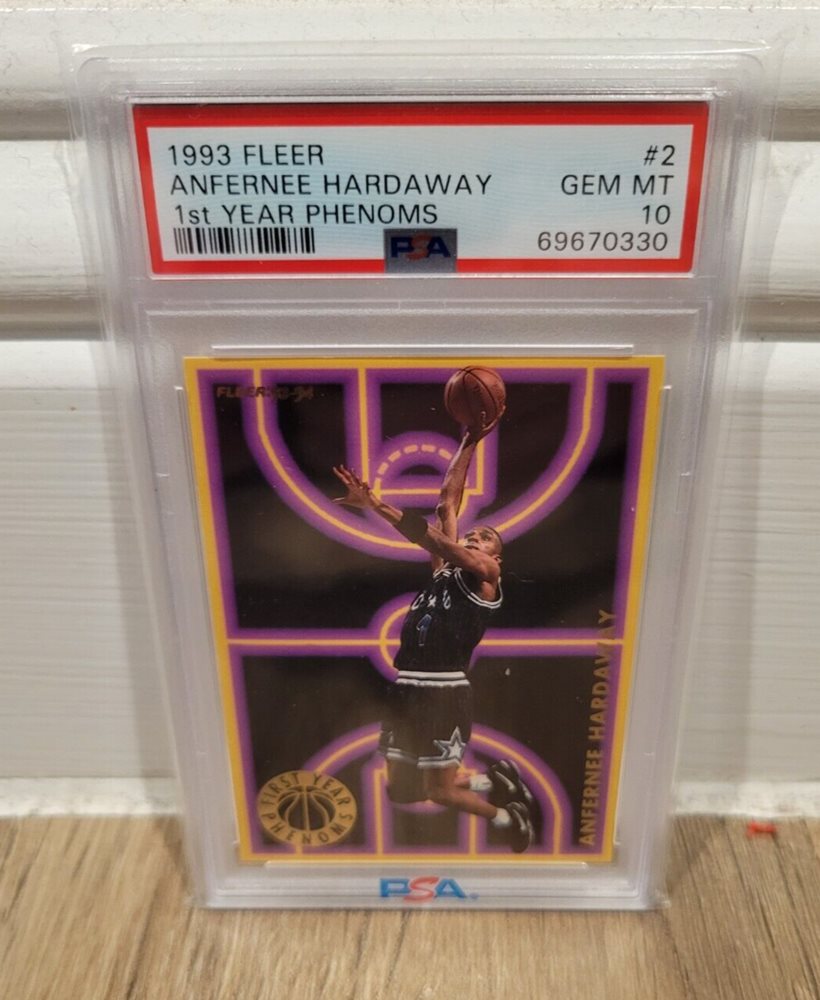 1993 FLEER #2
ANFERNEE HARDAWAY GEM MT
1st YEAR PHENOMS 10
PSA 69670330
FLEER 93-94
1
ANFERNEE HARDAWAY
FIRST YEAR PHENOMS
PSA